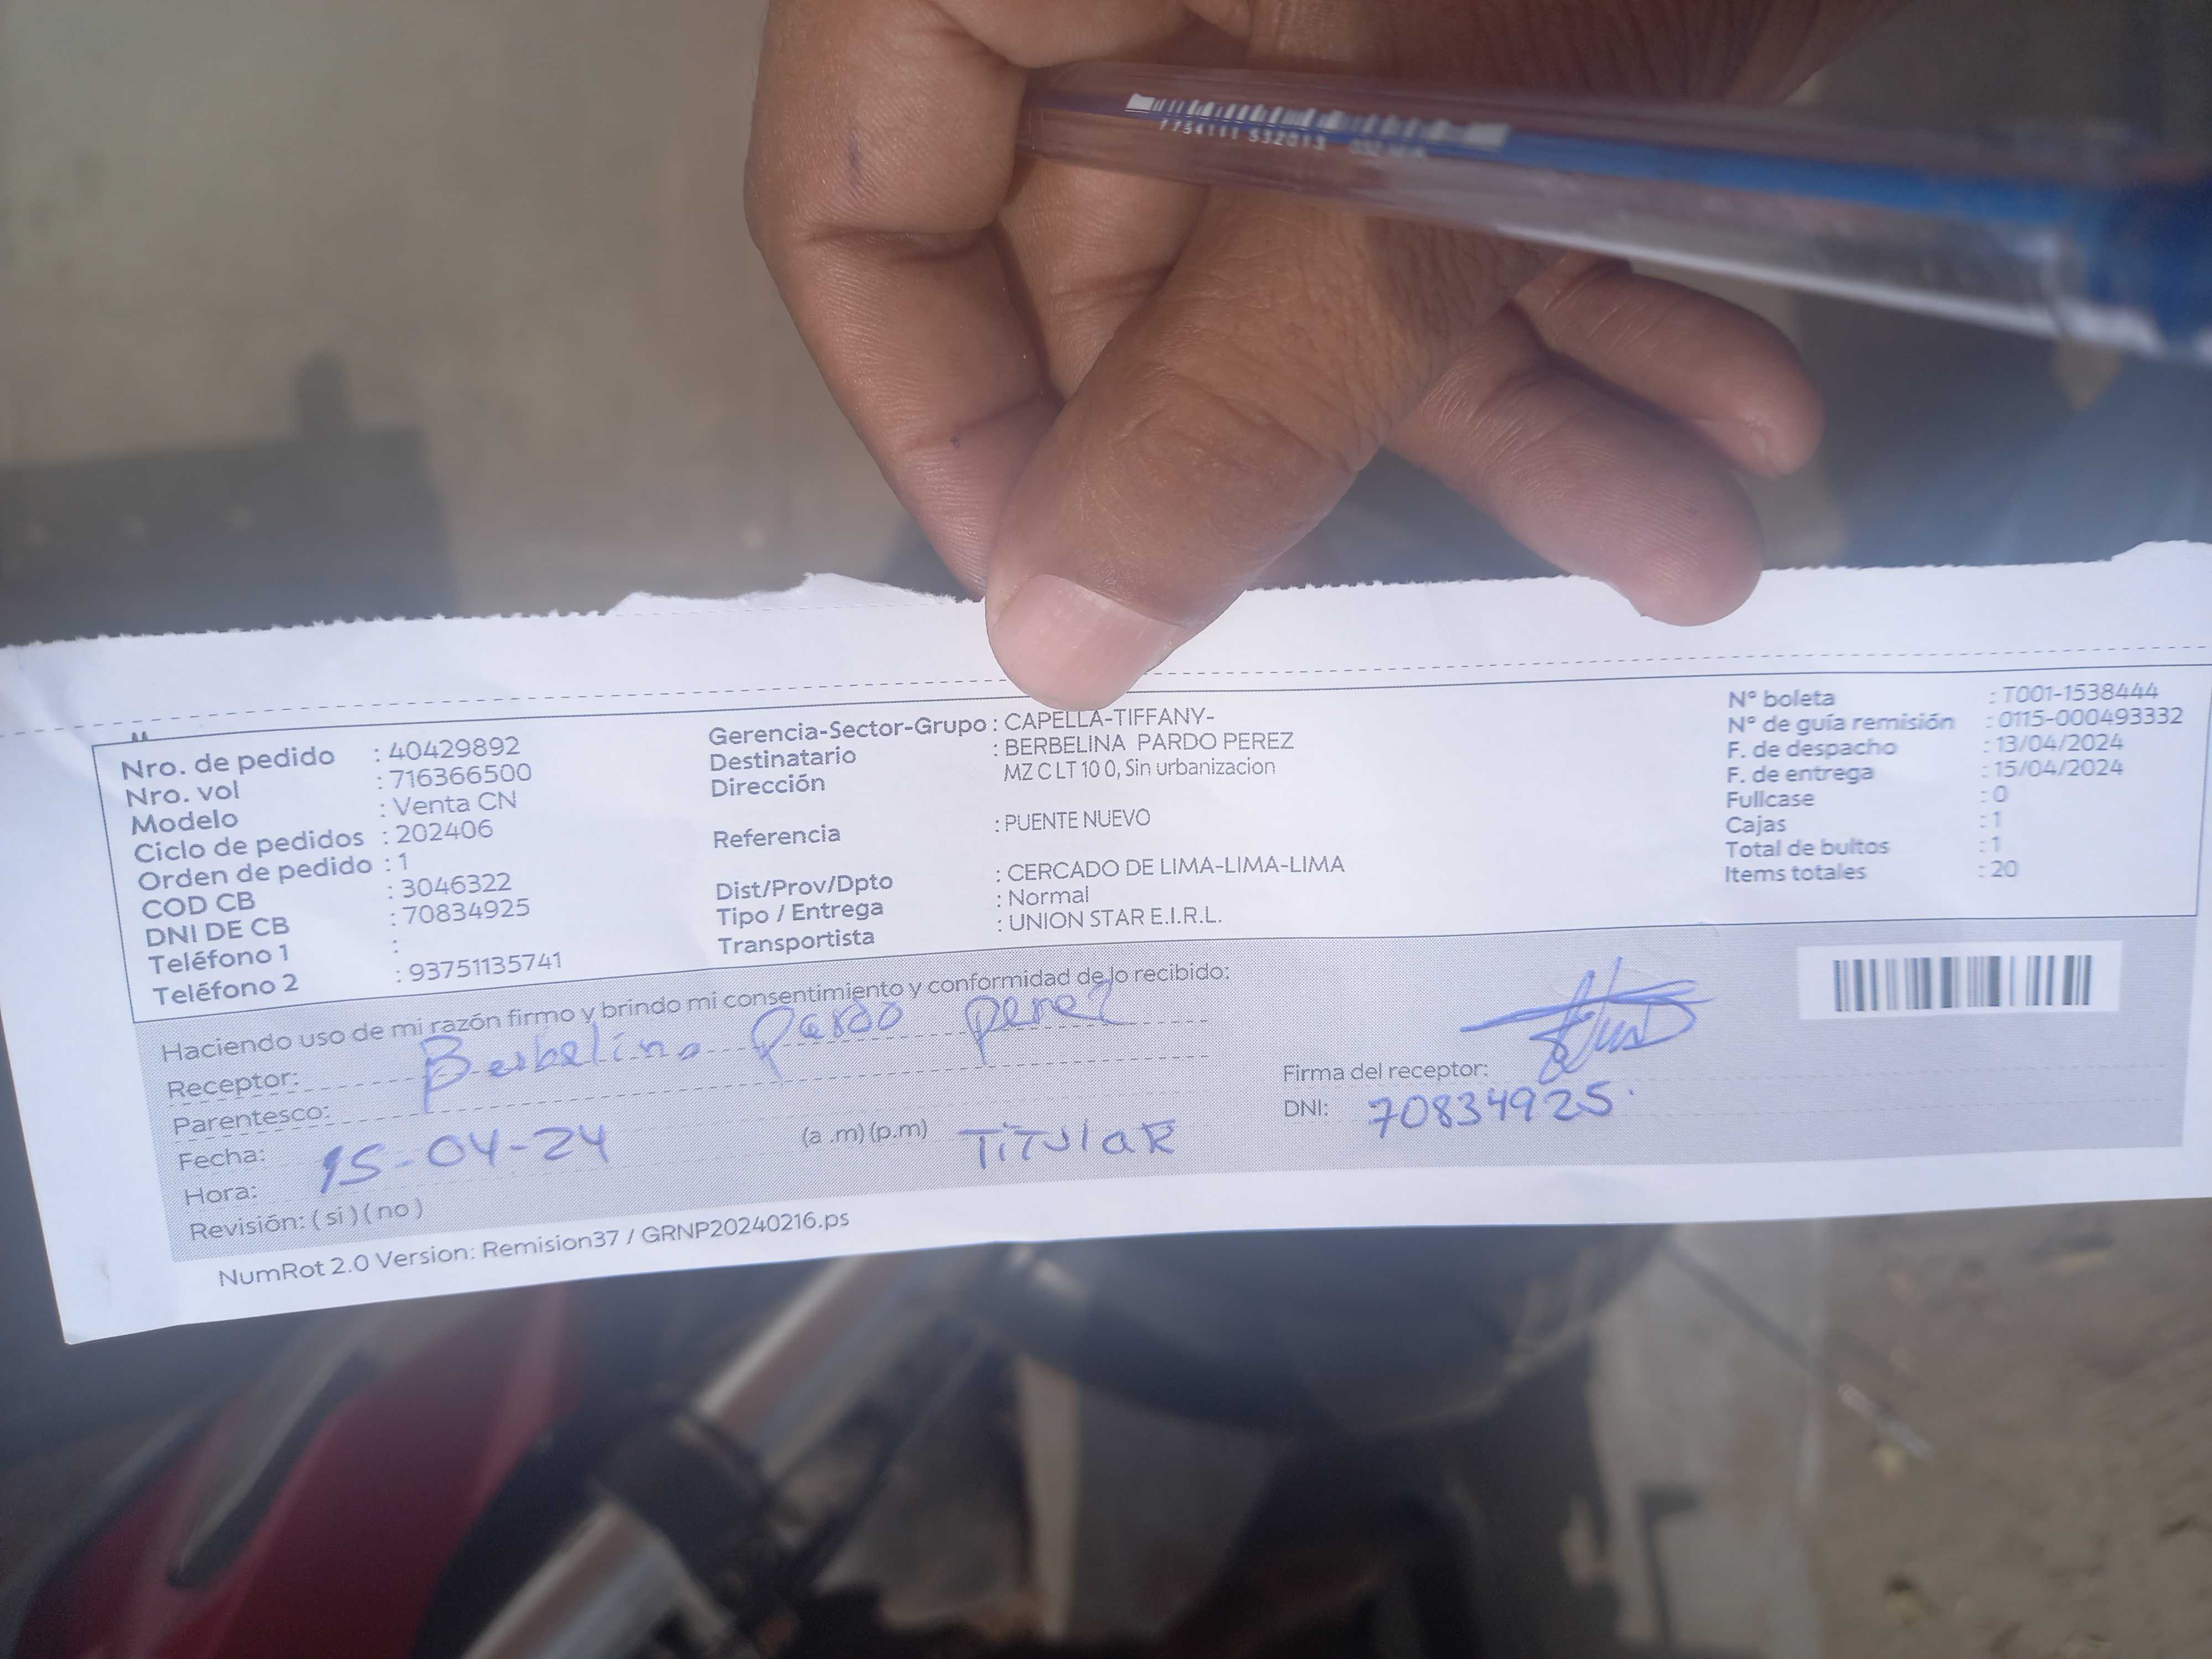 7754111 532013
Nro. de pedido : 40429892
Nro. vol : 716366500
Modelo : Venta CN
Ciclo de pedidos : 202406
Orden de pedido : 1
COD CB : 3046322
DNI DE CB : 70834925
Teléfono 1 :
Teléfono 2 : 93751135741
Gerencia-Sector-Grupo : CAPELLA-TIFFANY-
Destinatario : BERBELINA PARDO PEREZ
Dirección MZ C LT 10 0, Sin urbanizacion
Referencia : PUENTE NUEVO
Dist/Prov/Dpto : CERCADO DE LIMA-LIMA-LIMA
Tipo / Entrega : Normal
Transportista : UNION STAR E.I.R.L.
N° boleta : T001-1538444
N° de guía remisión : 0115-000493332
F. de despacho : 13/04/2024
F. de entrega : 15/04/2024
Fullcase : 0
Cajas : 1
Total de bultos : 1
Items totales : 20
Haciendo uso de mi razón firmo y brindo mi consentimiento y conformidad de lo recibido:
Receptor: Berbelina Pardo perez
Parentesco:
Fecha: 15-04-24
Hora: (a .m) (p.m) TiTUlaR
Revisión: ( si ) ( no )
Firma del receptor:
DNI: 70834925.
NumRot 2.0 Version: Remision37 / GRNP20240216.ps